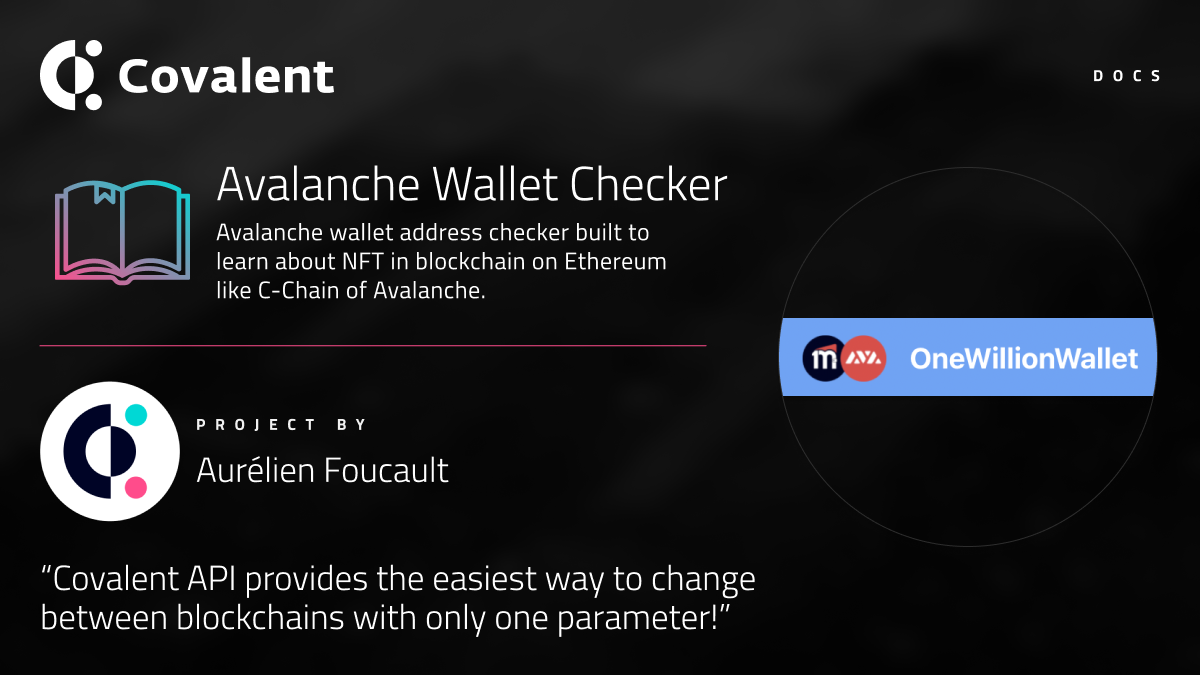 Covalent
DOCS
Avalanche Wallet Checker
Avalanche wallet address checker built to
learn about NFT in blockchain on Ethereum
like C-Chain of Avalanche.
m AVA
OneWillionWallet
PROJECT BY
Aurélien Foucault
“Covalent API provides the easiest way to change
between blockchains with only one parameter!”